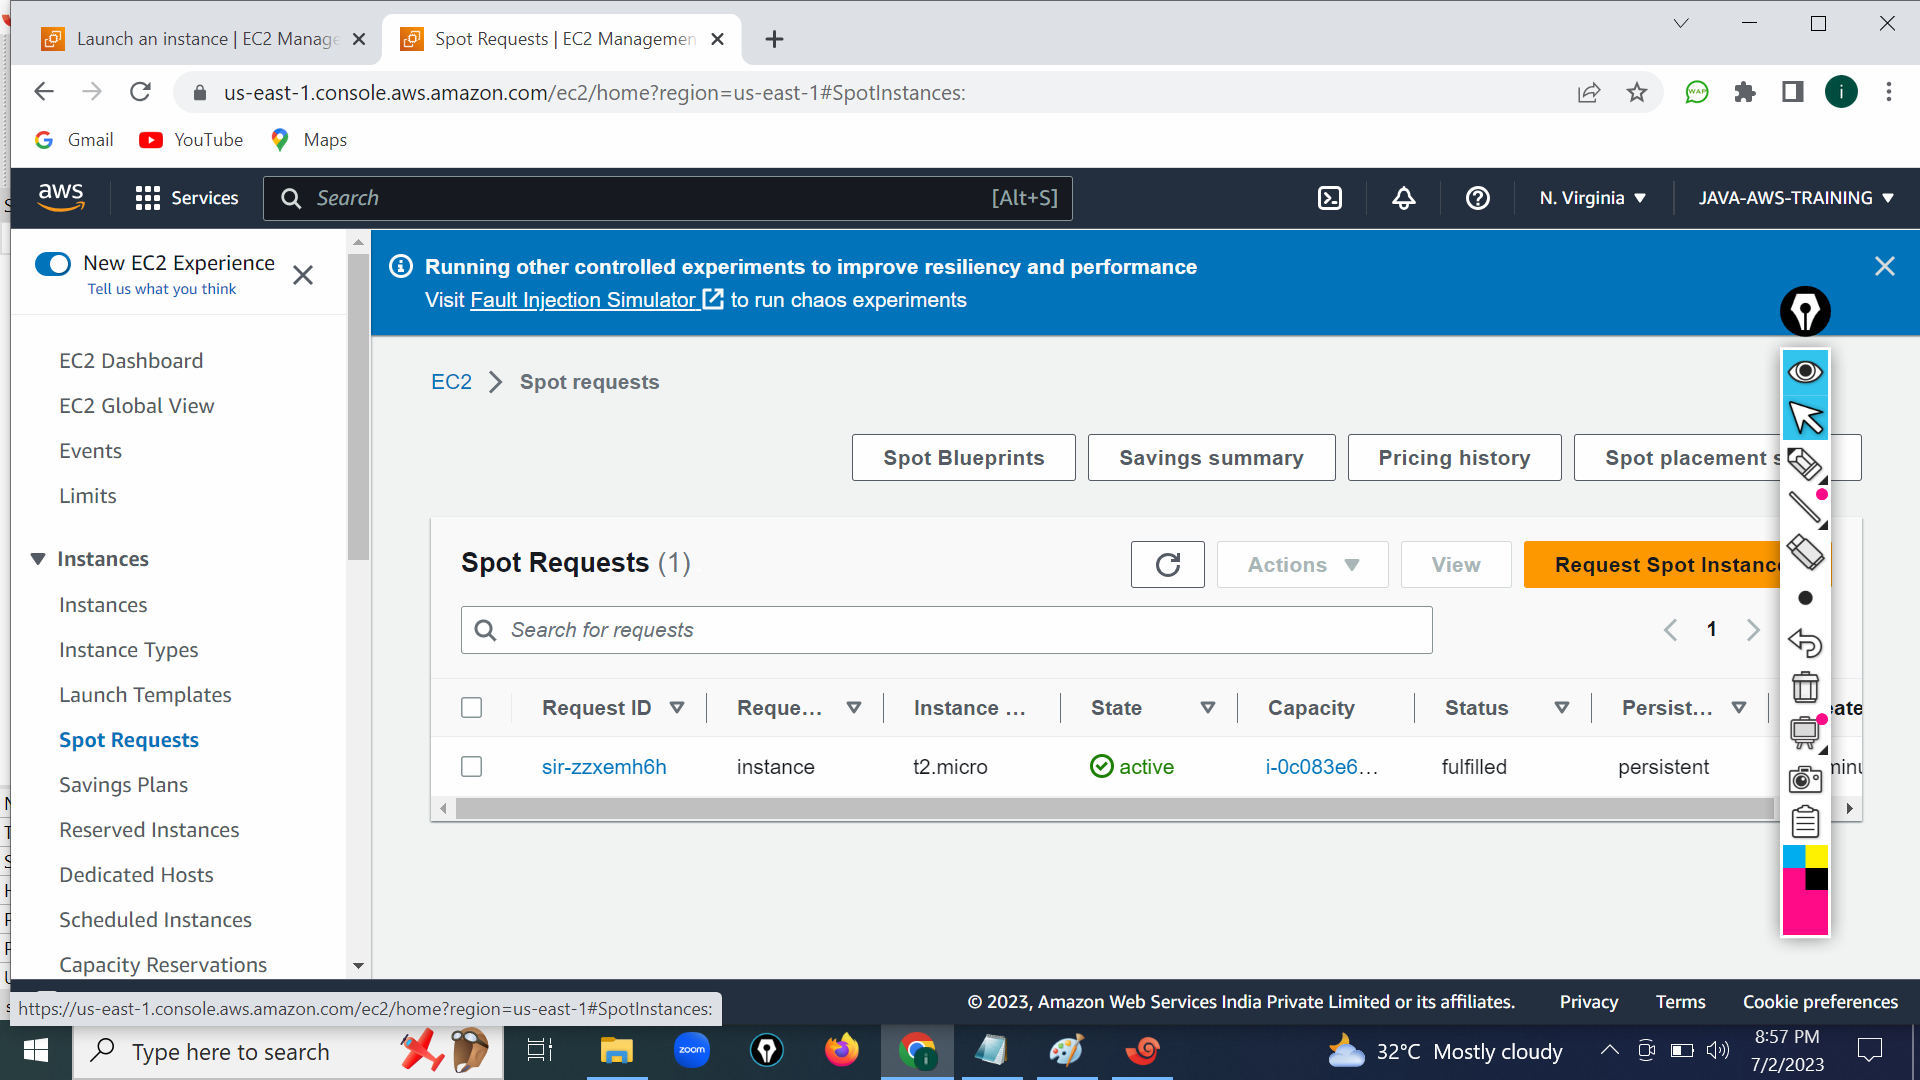 Launch an instance | EC2 Manage
Spot Requests | EC2 Managemen
us-east-1.console.aws.amazon.com/ec2/home?region=us-east-1#SpotInstances:
WAP
i
Gmail
YouTube
Maps
aws
Services
Search
[Alt+S]
N. Virginia
JAVA-AWS-TRAINING
New EC2 Experience
Tell us what you think
Running other controlled experiments to improve resiliency and performance
Visit Fault Injection Simulator to run chaos experiments
EC2 Dashboard
EC2 Global View
Events
Limits
Instances
Instances
Instance Types
Launch Templates
Spot Requests
Savings Plans
Reserved Instances
Dedicated Hosts
Scheduled Instances
Capacity Reservations
EC2 > Spot requests
Spot Blueprints
Savings summary
Pricing history
Spot placement s
Spot Requests (1)
Actions
View
Request Spot Instanc
Search for requests
1
Request ID
Reque…
Instance …
State
Capacity
Status
Persist…
eate
sir-zzxemh6h
instance
t2.micro
active
i-0c083e6…
fulfilled
persistent
minu
https://us-east-1.console.aws.amazon.com/ec2/home?region=us-east-1#SpotInstances:
© 2023, Amazon Web Services India Private Limited or its affiliates.
Privacy
Terms
Cookie preferences
Type here to search
zoom
32°C Mostly cloudy
8:57 PM
7/2/2023